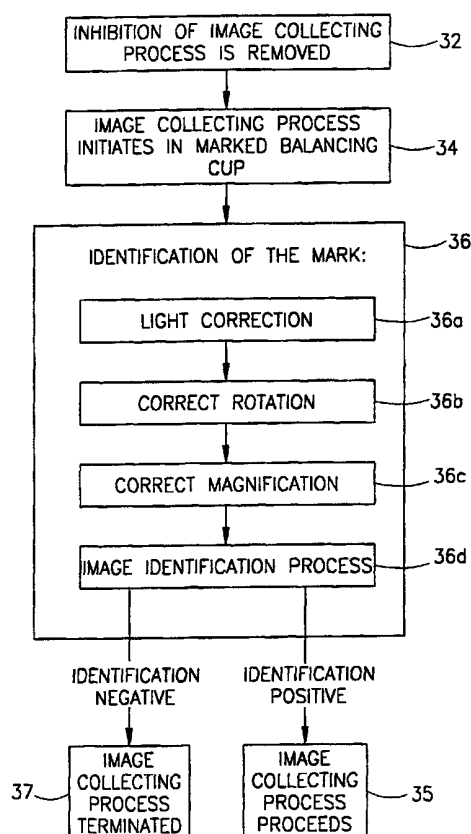 INHIBITION OF IMAGE COLLECTING
PROCESS IS REMOVED
32
IMAGE COLLECTING PROCESS
INITIATES IN MARKED BALANCING
CUP
34
36
IDENTIFICATION OF THE MARK:
LIGHT CORRECTION
36a
CORRECT ROTATION
36b
CORRECT MAGNIFICATION
36c
IMAGE IDENTIFICATION PROCESS
36d
IDENTIFICATION
NEGATIVE
IDENTIFICATION
POSITIVE
37
IMAGE
COLLECTING
PROCESS
TERMINATED
IMAGE
COLLECTING
PROCESS
PROCEEDS
35